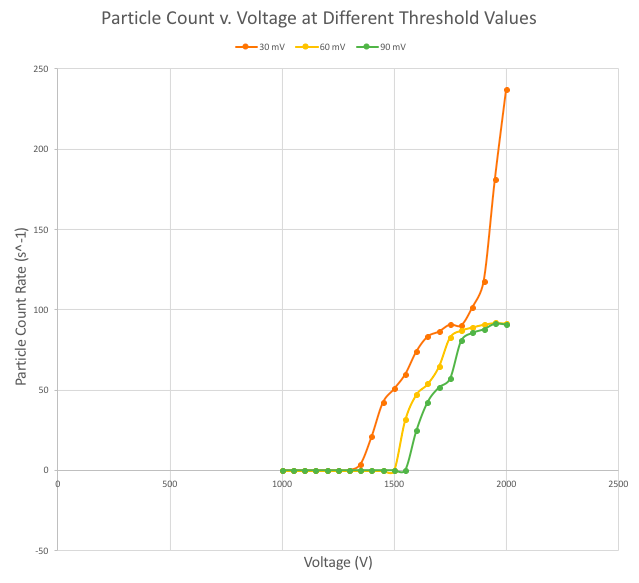 Particle Count v. Voltage at Different Threshold Values
30 mV 60 mV 90 mV
250
200
150
100
50
0
-50
0 500 1000 1500 2000 2500
Particle Count Rate (s^-1)
Voltage (V)